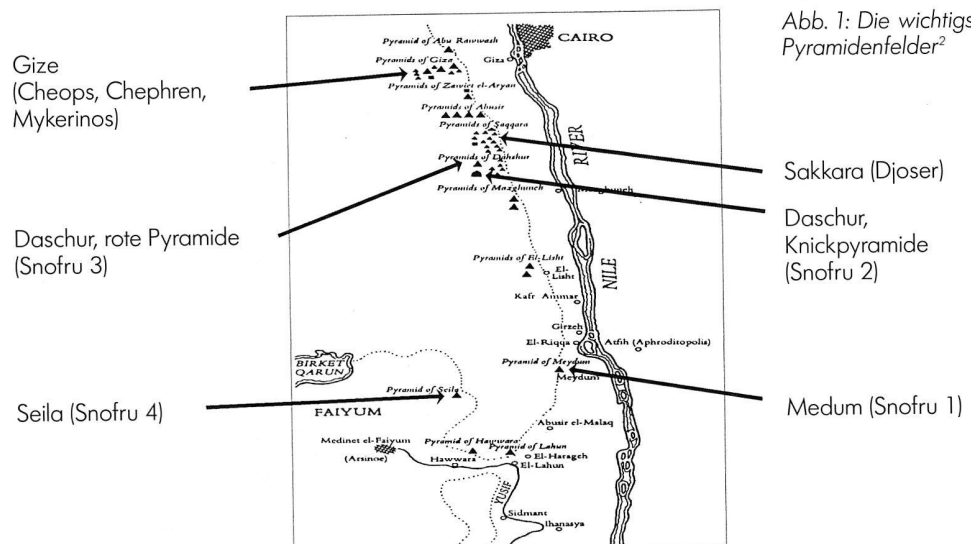 Abb. 1: Die wichtigs
Pyramidenfelder²
Gize
(Cheops, Chephren,
Mykerinos)
Daschur, rote Pyramide
(Snofru 3)
Seila (Snofru 4)
Sakkara (Djoser)
Daschur,
Knickpyramide
(Snofru 2)
Medum (Snofru 1)
CAIRO
Pyramid of Abu Rawwash
Pyramids of Giza
Giza
Pyramids of Zawiet el-Aryan
Pyramids of Abusir
Pyramids of Saqqara
RIVER
Pyramids of Dahshur
Pyramids of Mazghuneh
Pyramids of El-Lisht
El-
Lisht
NILE
Kafr Ammar
Girzeh
El-Riqqa
Atfih (Aphroditopolis)
BIRKET
QARUN
Pyramid of Meydum
Meydum
Pyramid of Seila
FAIYUM
Abusir el-Malaq
Medinet el-Faiyum
(Arsinoe)
Pyramid of Hawwara
Pyramid of Lahun
Hawwara
El-Harageh
El-Lahun
YUSIF
Sidmant
Ihanasya